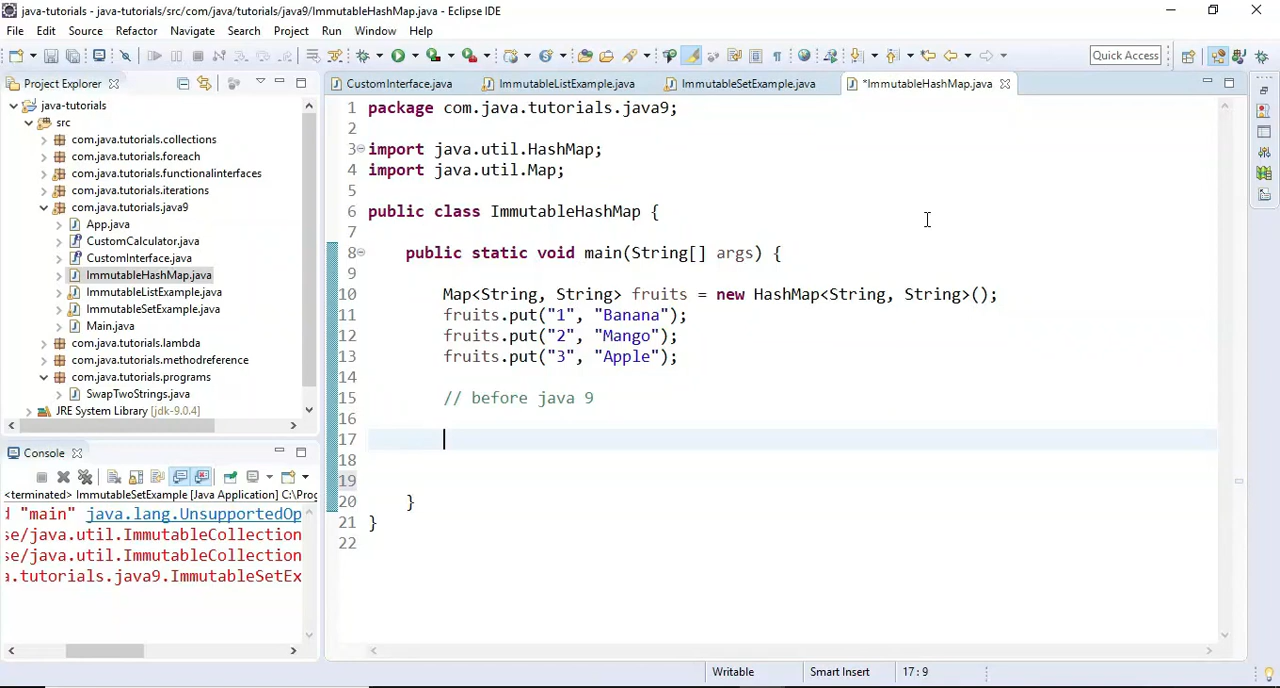 java-tutorials - java-tutorials/src/com/java/tutorials/java9/ImmutableHashMap.java - Eclipse IDE
File Edit Source Refactor Navigate Search Project Run Window Help
Quick Access
Project Explorer
java-tutorials
src
com.java.tutorials.collections
com.java.tutorials.foreach
com.java.tutorials.functionalinterfaces
com.java.tutorials.iterations
com.java.tutorials.java9
App.java
CustomCalculator.java
CustomInterface.java
ImmutableHashMap.java
ImmutableListExample.java
ImmutableSetExample.java
Main.java
com.java.tutorials.lambda
com.java.tutorials.methodreference
com.java.tutorials.programs
SwapTwoStrings.java
JRE System Library [jdk-9.0.4]
Console
<terminated> ImmutableSetExample [Java Application] C:\Prog
d "main" java.lang.UnsupportedOp
se/java.util.ImmutableCollection
se/java.util.ImmutableCollection
a.tutorials.java9.ImmutableSetEx
CustomInterface.java ImmutableListExample.java ImmutableSetExample.java *ImmutableHashMap.java
1 package com.java.tutorials.java9;
2
3 import java.util.HashMap;
4 import java.util.Map;
5
6 public class ImmutableHashMap {
7
8 public static void main(String[] args) {
9
10 Map<String, String> fruits = new HashMap<String, String>();
11 fruits.put("1", "Banana");
12 fruits.put("2", "Mango");
13 fruits.put("3", "Apple");
14
15 // before java 9
16
17
18
19
20 }
21 }
22
Writable Smart Insert 17:9